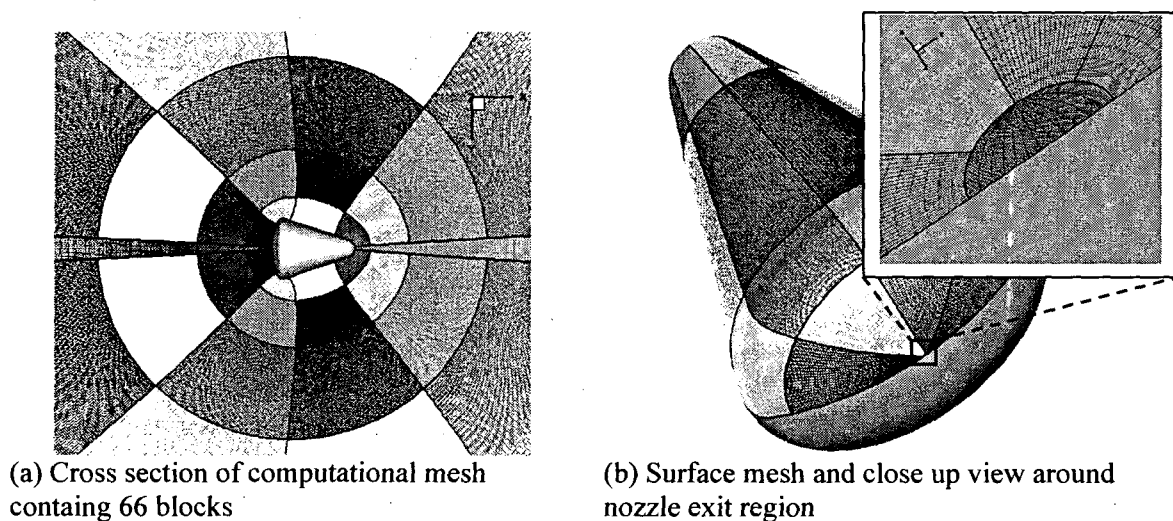 (a) Cross section of computational mesh
containg 66 blocks
(b) Surface mesh and close up view around
nozzle exit region